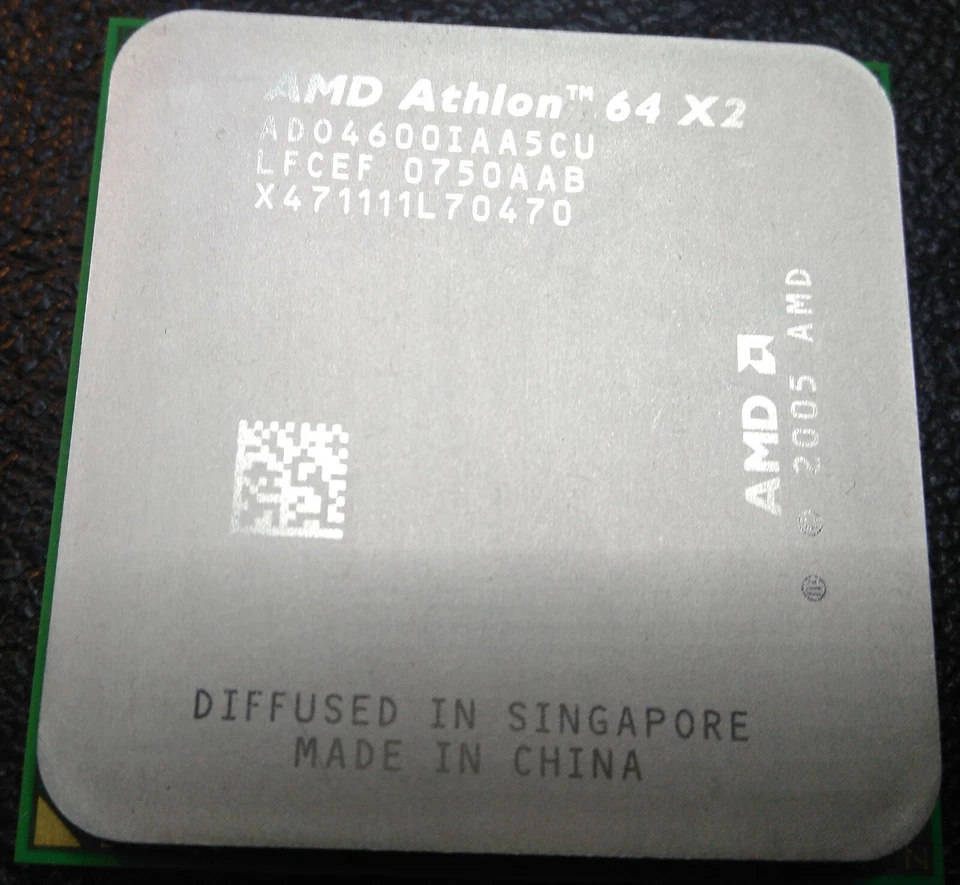 AMD Athlon™ 64 X2
ADO4600IAA5CU
LFCEF 0750AAB
X471111L70470
AMD
© 2005 AMD
DIFFUSED IN SINGAPORE
MADE IN CHINA